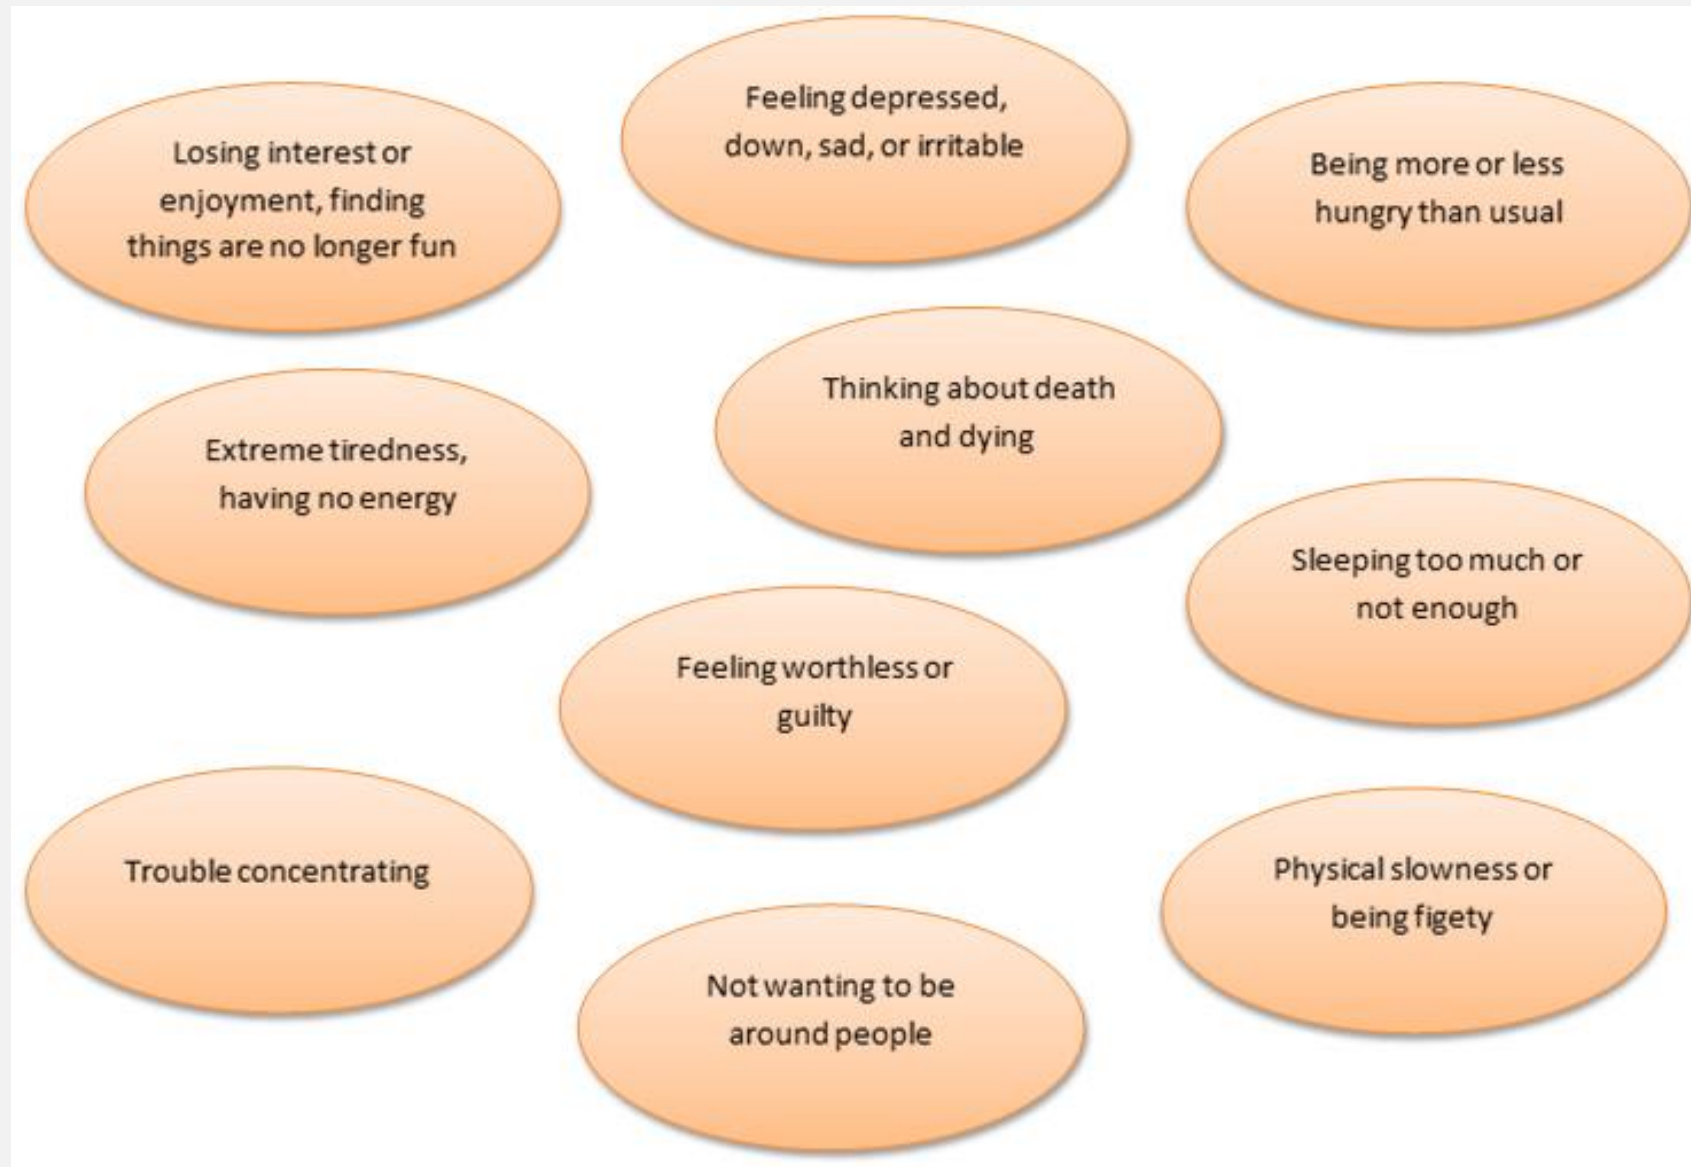 Feeling depressed,
down, sad, or irritable
Losing interest or
enjoyment, finding
things are no longer fun
Being more or less
hungry than usual
Thinking about death
and dying
Extreme tiredness,
having no energy
Sleeping too much or
not enough
Feeling worthless or
guilty
Trouble concentrating
Physical slowness or
being figety
Not wanting to be
around people